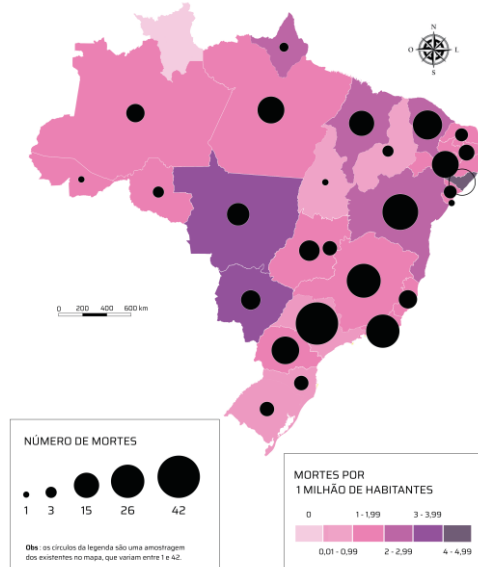 N
O L
S
0 200 400 600 km
NÚMERO DE MORTES
1 3 15 26 42
Obs: os círculos da legenda são uma amostragem
dos existentes no mapa, que variam entre 1 e 42.
MORTES POR
1 MILHÃO DE HABITANTES
0 1 - 1,99 3 - 3,99
0,01 - 0,99 2 - 2,99 4 - 4,99